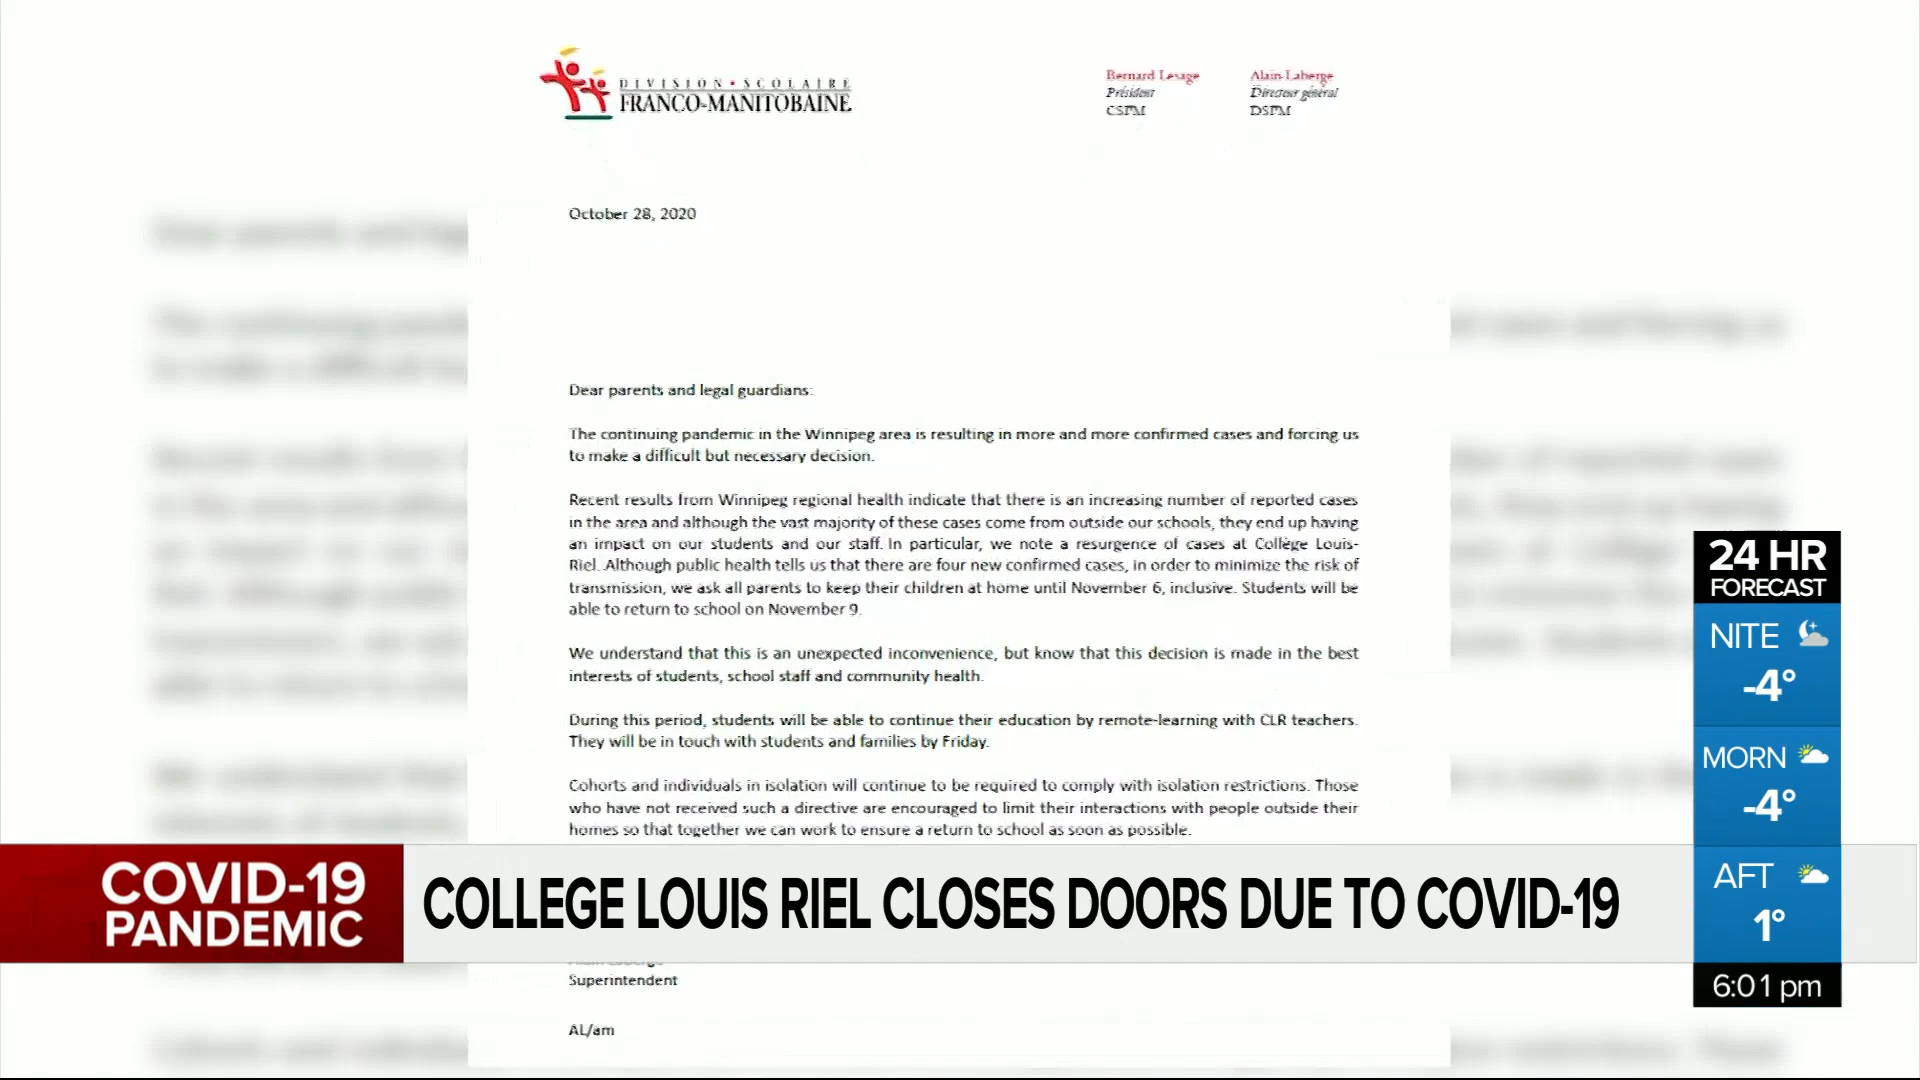 DIVISION • SCOLAIRE
FRANCO-MANITOBAINE
Bernard Lesage
Président
CSFM
Alain Laberge
Directeur général
DSFM
October 28, 2020
Dear parents and legal guardians:
The continuing pandemic in the Winnipeg area is resulting in more and more confirmed cases and forcing us
to make a difficult but necessary decision.
Recent results from Winnipeg regional health indicate that there is an increasing number of reported cases
in the area and although the vast majority of these cases come from outside our schools, they end up having
an impact on our students and our staff. In particular, we note a resurgence of cases at Collège Louis-
Riel. Although public health tells us that there are four new confirmed cases, in order to minimize the risk of
transmission, we ask all parents to keep their children at home until November 6, inclusive. Students will be
able to return to school on November 9.
We understand that this is an unexpected inconvenience, but know that this decision is made in the best
interests of students, school staff and community health.
During this period, students will be able to continue their education by remote-learning with CLR teachers.
They will be in touch with students and families by Friday.
Cohorts and individuals in isolation will continue to be required to comply with isolation restrictions. Those
who have not received such a directive are encouraged to limit their interactions with people outside their
homes so that together we can work to ensure a return to school as soon as possible.
Superintendent
AL/am
COVID-19
PANDEMIC
COLLEGE LOUIS RIEL CLOSES DOORS DUE TO COVID-19
24 HR
FORECAST
NITE
-4°
MORN
-4°
AFT
1°
6:01 pm